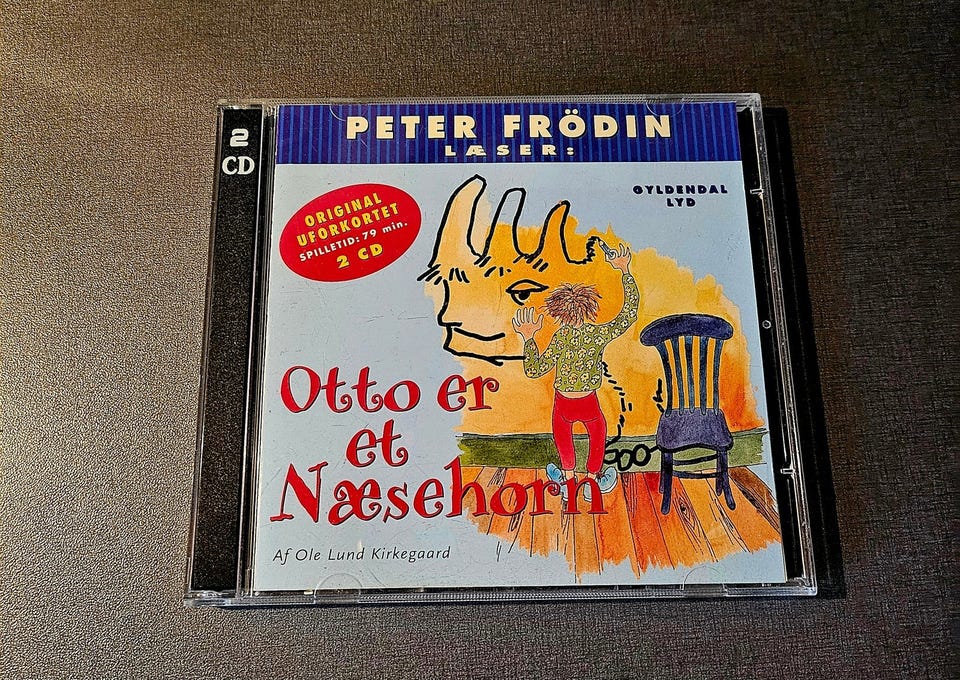 2
CD
PETER FRÖDIN
LÆSER:
GYLDENDAL
LYD
ORIGINAL
UFORKORTET
SPILLETID: 79 min.
2 CD
Otto er
et
Næsehorn
Af Ole Lund Kirkegaard